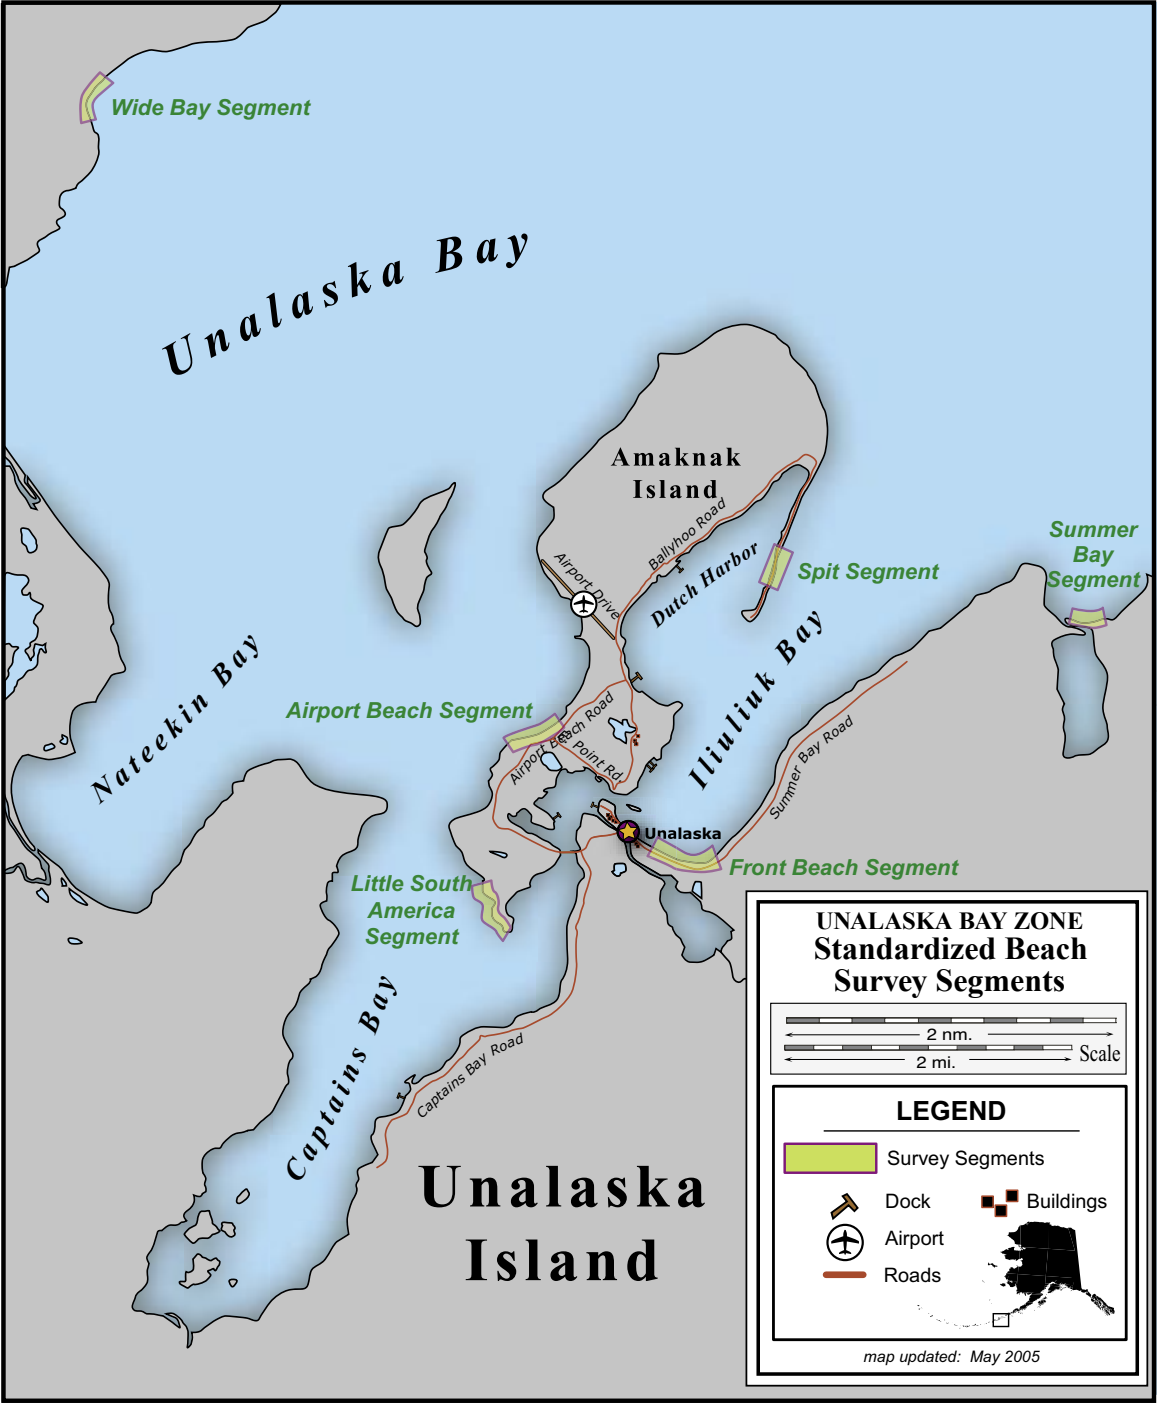 Wide Bay Segment
Unalaska Bay
Amaknak
Island
Ballyhoo Road
Airport Drive
Dutch Harbor
Spit Segment
Summer
Bay
Segment
Nateekin Bay
Iliuliuk Bay
Airport Beach Segment
Airport Beach Road
Point Rd
Summer Bay Road
Unalaska
Front Beach Segment
Little South
America
Segment
Captains Bay
Captains Bay Road
Unalaska
Island
UNALASKA BAY ZONE
Standardized Beach
Survey Segments
2 nm.
2 mi.
Scale
LEGEND
Survey Segments
Dock
Buildings
Airport
Roads
map updated: May 2005